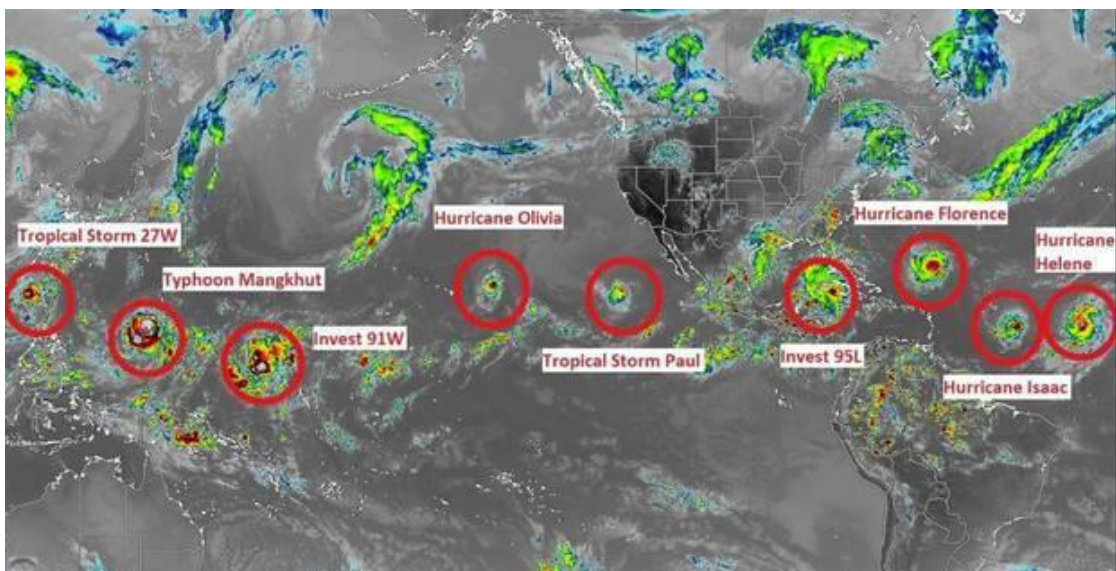 Tropical Storm 27W
Typhoon Mangkhut
Invest 91W
Hurricane Olivia
Tropical Storm Paul
Invest 95L
Hurricane Florence
Hurricane Isaac
Hurricane
Helene